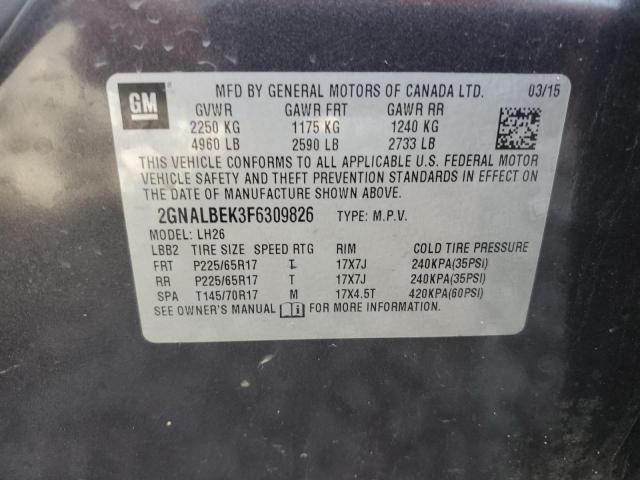 GM
MFD BY GENERAL MOTORS OF CANADA LTD. 03/15
GVWR GAWR FRT GAWR RR
2250 KG 1175 KG 1240 KG
4960 LB 2590 LB 2733 LB
THIS VEHICLE CONFORMS TO ALL APPLICABLE U.S. FEDERAL MOTOR
VEHICLE SAFETY AND THEFT PREVENTION STANDARDS IN EFFECT ON
THE DATE OF MANUFACTURE SHOWN ABOVE.
2GNALBEK3F6309826 TYPE: M.P.V.
MODEL: LH26
LBB2 TIRE SIZE SPEED RTG RIM COLD TIRE PRESSURE
FRT P225/65R17 T 17X7J 240KPA(35PSI)
RR P225/65R17 T 17X7J 240KPA(35PSI)
SPA T145/70R17 M 17X4.5T 420KPA(60PSI)
SEE OWNER'S MANUAL FOR MORE INFORMATION.